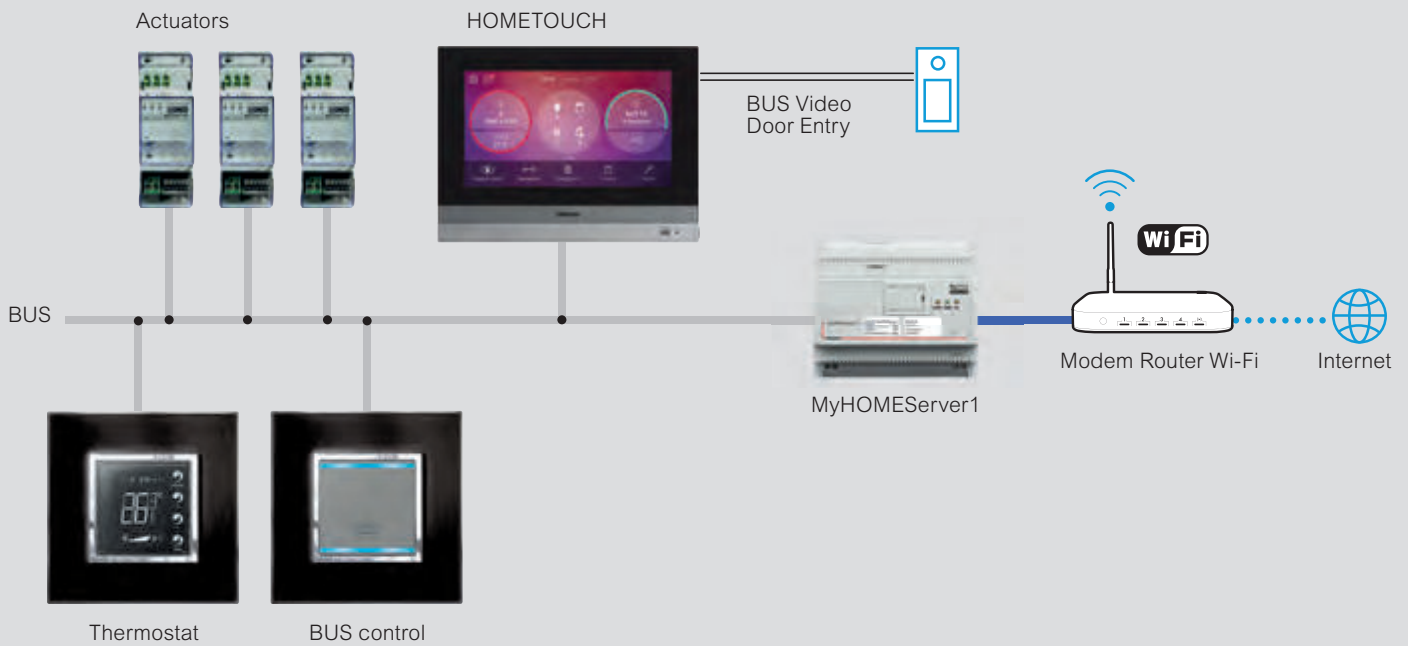 Actuators
HOMETOUCH
BUS Video
Door Entry
Wi Fi
BUS
Modem Router Wi-Fi
Internet
MyHOMEServer1
Thermostat
BUS control